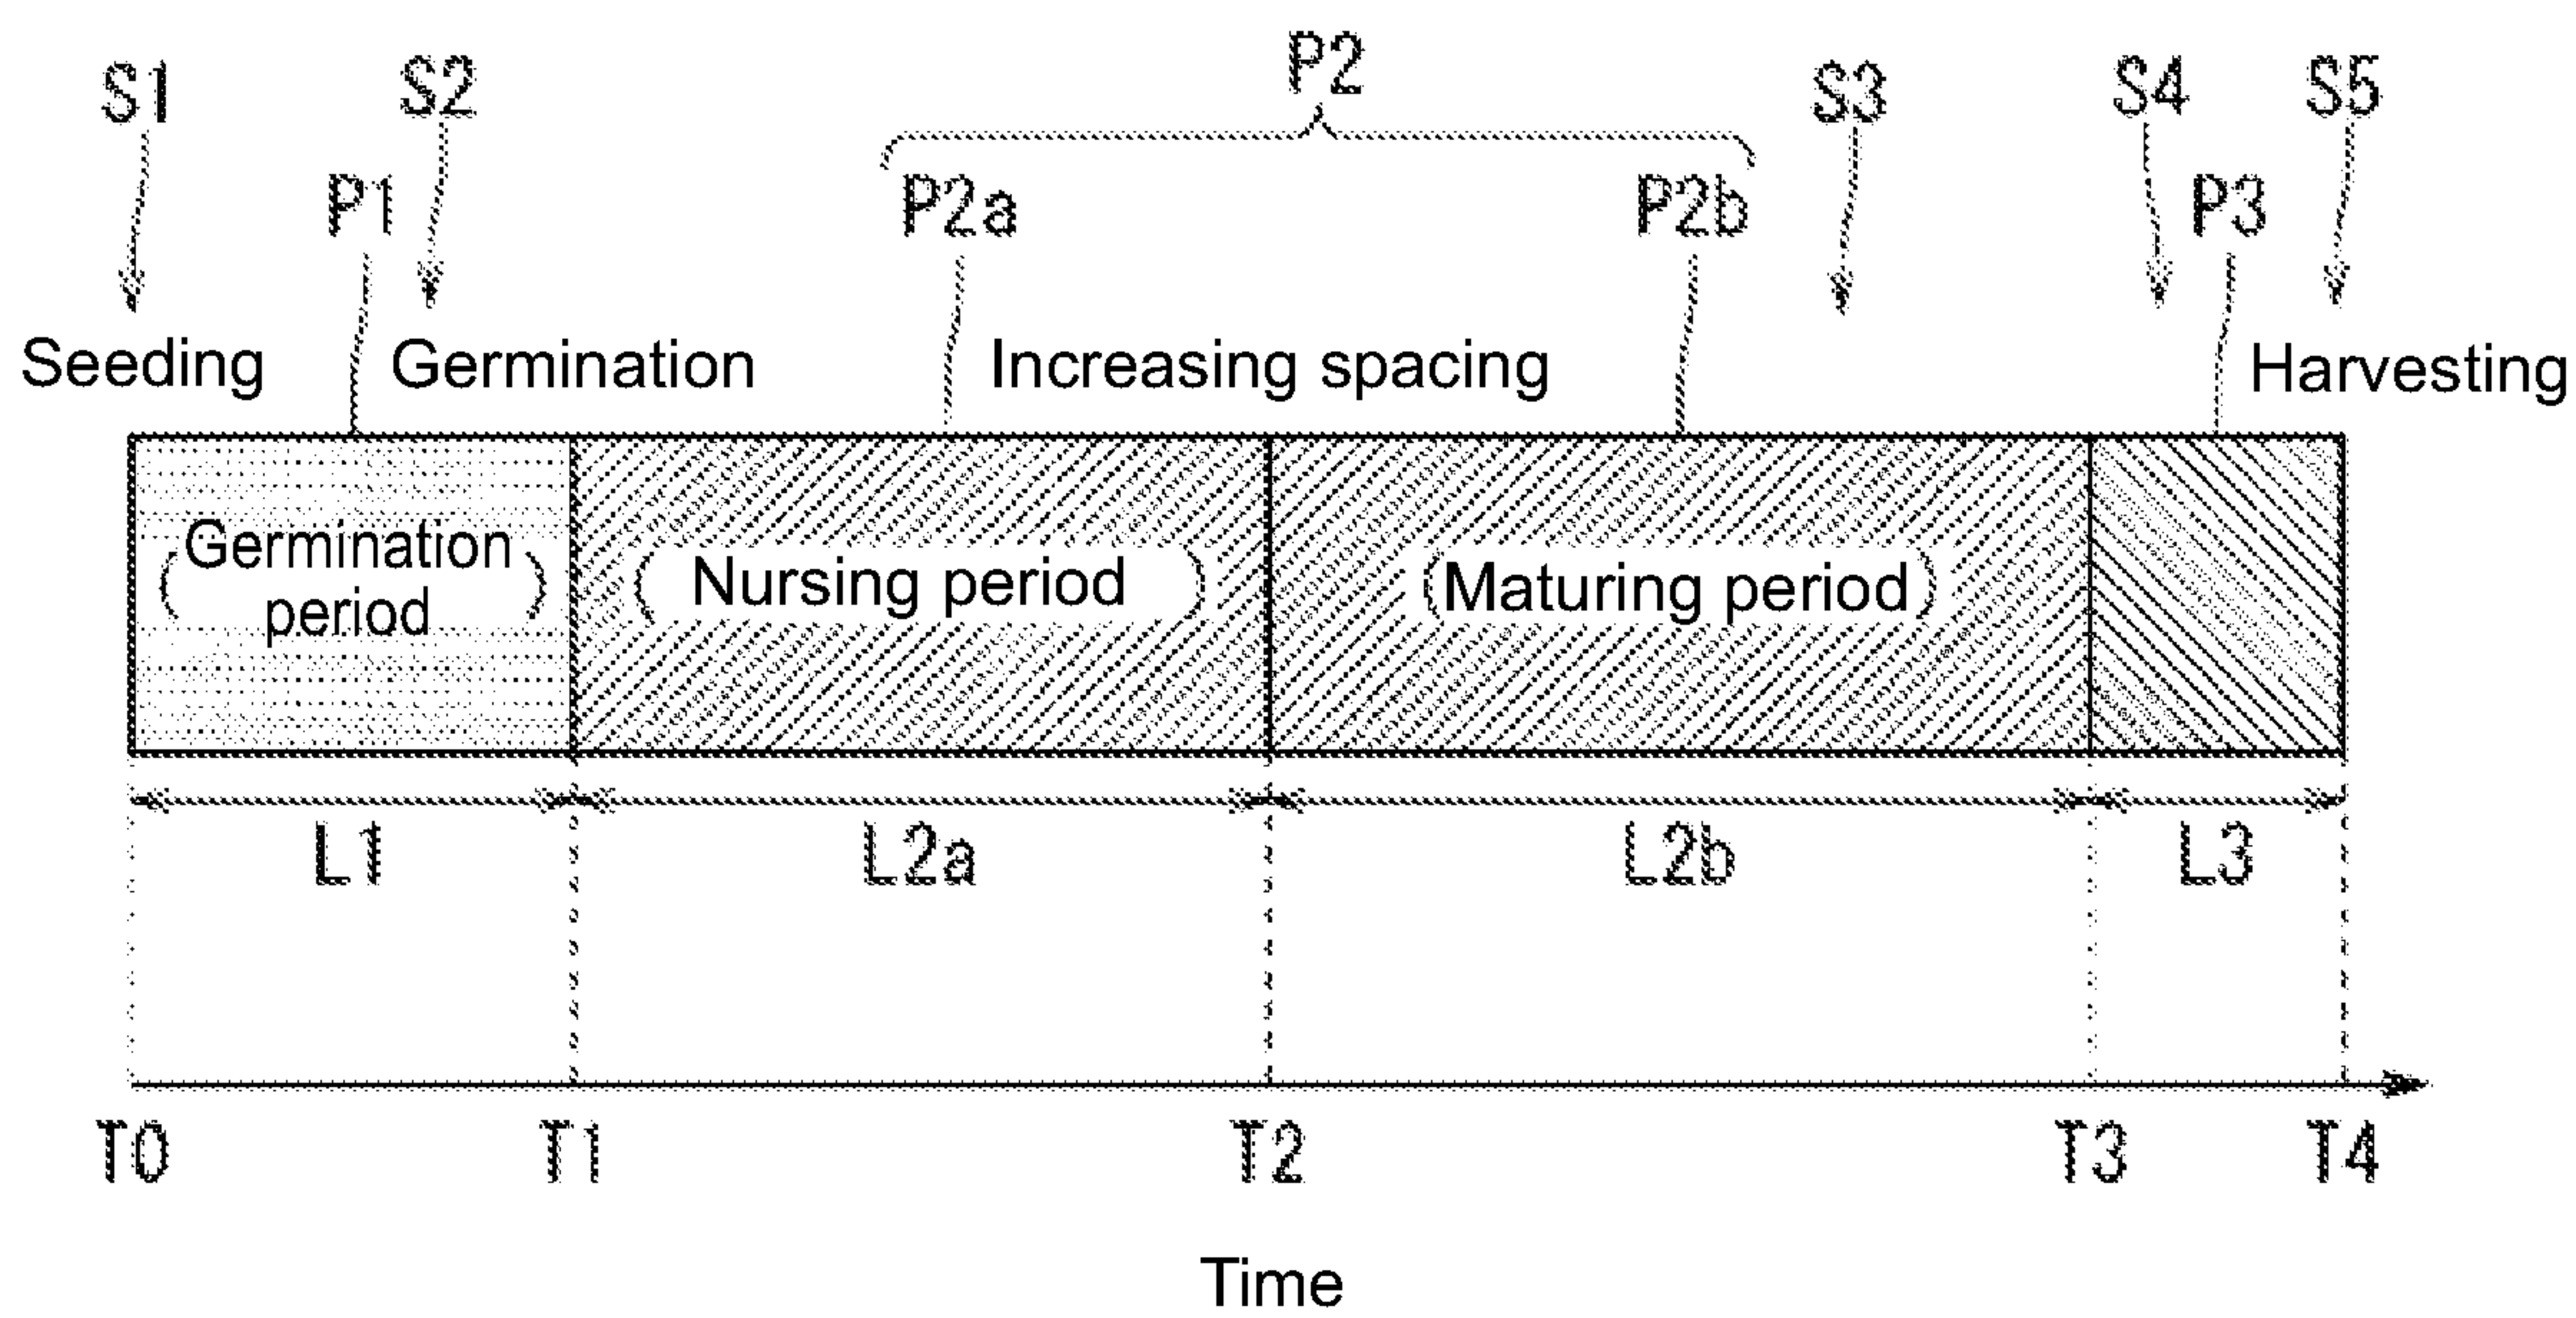 P2
S1 S2 S3 S4 S5
P1 P2a P2b P3
Seeding Germination Increasing spacing Harvesting
(Germination
period)
(Nursing period)
(Maturing period)
L1 L2a L2b L3
T0 T1 T2 T3 T4
Time